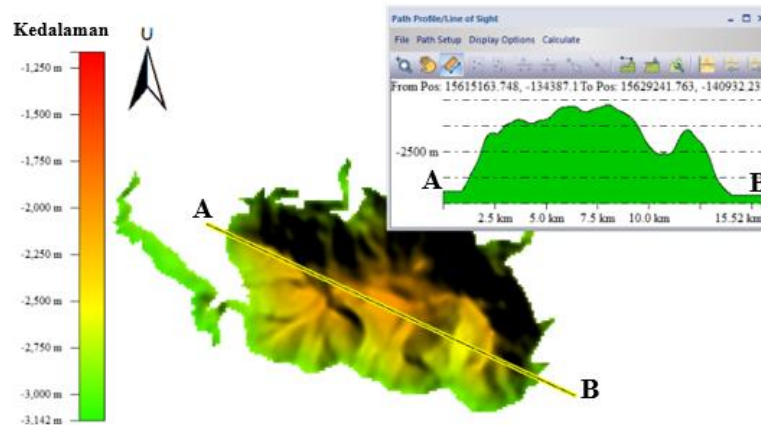 Kedalaman
-1,250 m
-1,500 m
-1,750 m
-2,000 m
-2,250 m
-2,500 m
-2,750 m
-3,000 m
-3,142 m
U
A
B
Path Profile/Line of Sight
File Path Setup Display Options Calculate
From Pos: 15615163.748, -134387.1 To Pos: 15629241.763, -140932.23
-2500 m
A
B
2.5 km 5.0 km 7.5 km 10.0 km 15.52 km